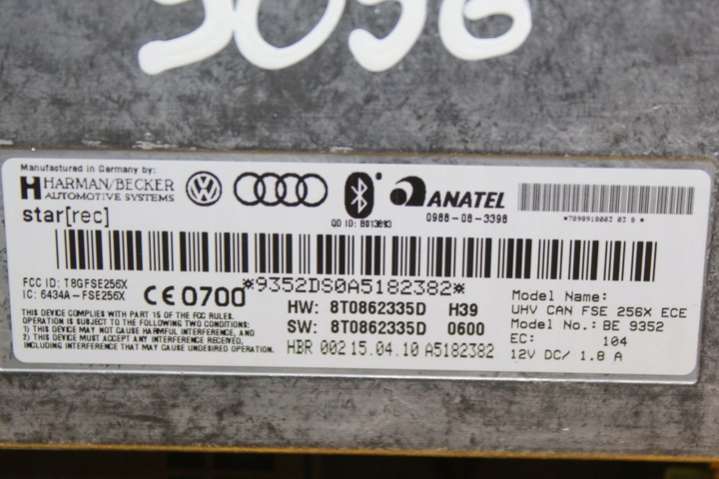 5056
Manufactured in Germany by:
HARMAN/BECKER
AUTOMOTIVE SYSTEMS
star[rec]
QD ID: B013893
ANATEL
0988-08-3398
FCC ID: T8GFSE256X
IC: 6434A-FSE256X
CE 0700
*9352DS0A5182382*
HW: 8T0862335D H39
SW: 8T0862335D 0600
HBR 002 15.04.10 A5182382
THIS DEVICE COMPLIES WITH PART 15 OF THE FCC RULES.
OPERATION IS SUBJECT TO THE FOLLOWING TWO CONDITIONS:
1) THIS DEVICE MAY NOT CAUSE HARMFUL INTERFERENCE, AND
2) THIS DEVICE MUST ACCEPT ANY INTERFERENCE RECEIVED,
INCLUDING INTERFERENCE THAT MAY CAUSE UNDESIRED OPERATION.
Model Name:
UHV CAN FSE 256X ECE
Model No.: BE 9352
EC: 104
12V DC/ 1.8 A